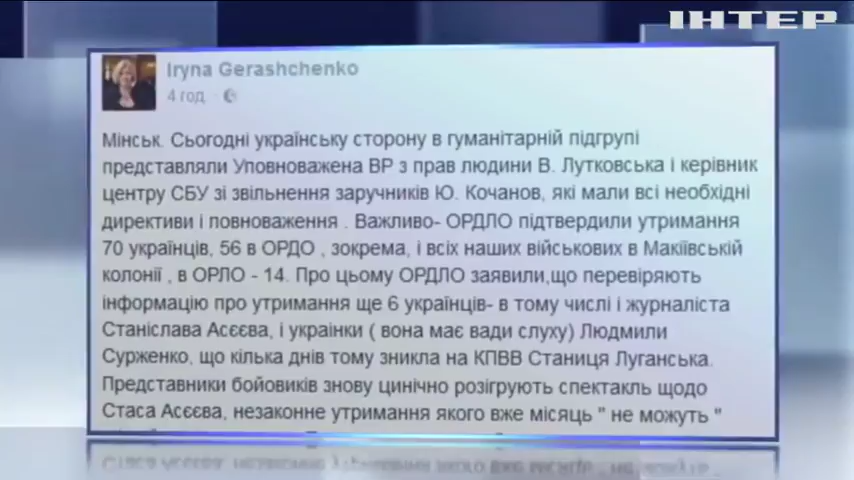 ІНТЕР
Iryna Gerashchenko
4 год. ·
Мінськ. Сьогодні українську сторону в гуманітарній підгрупі
представляли Уповноважена ВР з прав людини В. Лутковська і керівник
центру СБУ зі звільнення заручників Ю. Кочанов, які мали всі необхідні
директиви і повноваження . Важливо- ОРДЛО підтвердили утримання
70 українців, 56 в ОРДО , зокрема, і всіх наших військових в Макіївській
колонії , в ОРЛО - 14. Про цьому ОРДЛО заявили,що перевіряють
інформацію про утримання ще 6 українців- в тому числі і журналіста
Станіслава Асєєва, і украінки ( вона має вади слуху) Людмили
Сурженко, що кілька днів тому зникла на КПВВ Станиця Луганська.
Представники бойовиків знову цинічно розігрують спектакль щодо
Стаса Асєєва, незаконне утримання якого вже місяць " не можуть "